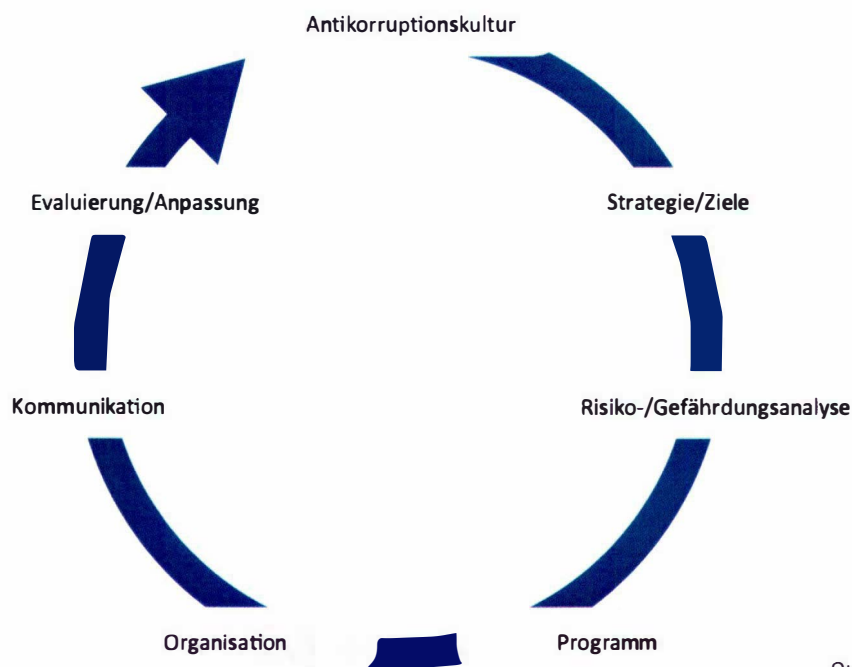 Antikorruptionskultur
Strategie/Ziele
Risiko-/Gefährdungsanalyse
Programm
Organisation
Kommunikation
Evaluierung/Anpassung